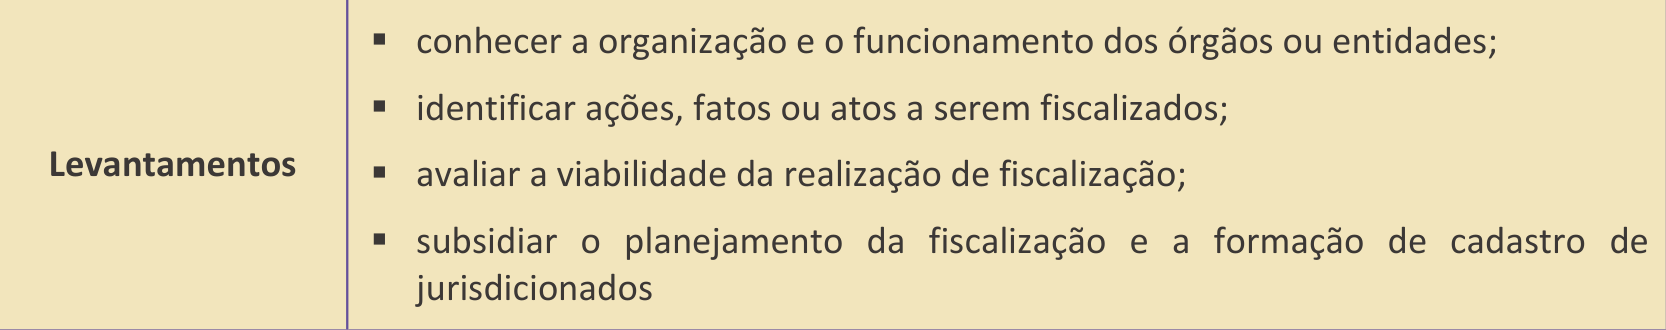 Levantamentos
▪ conhecer a organização e o funcionamento dos órgãos ou entidades;
▪ identificar ações, fatos ou atos a serem fiscalizados;
▪ avaliar a viabilidade da realização de fiscalização;
▪ subsidiar o planejamento da fiscalização e a formação de cadastro de
jurisdicionados